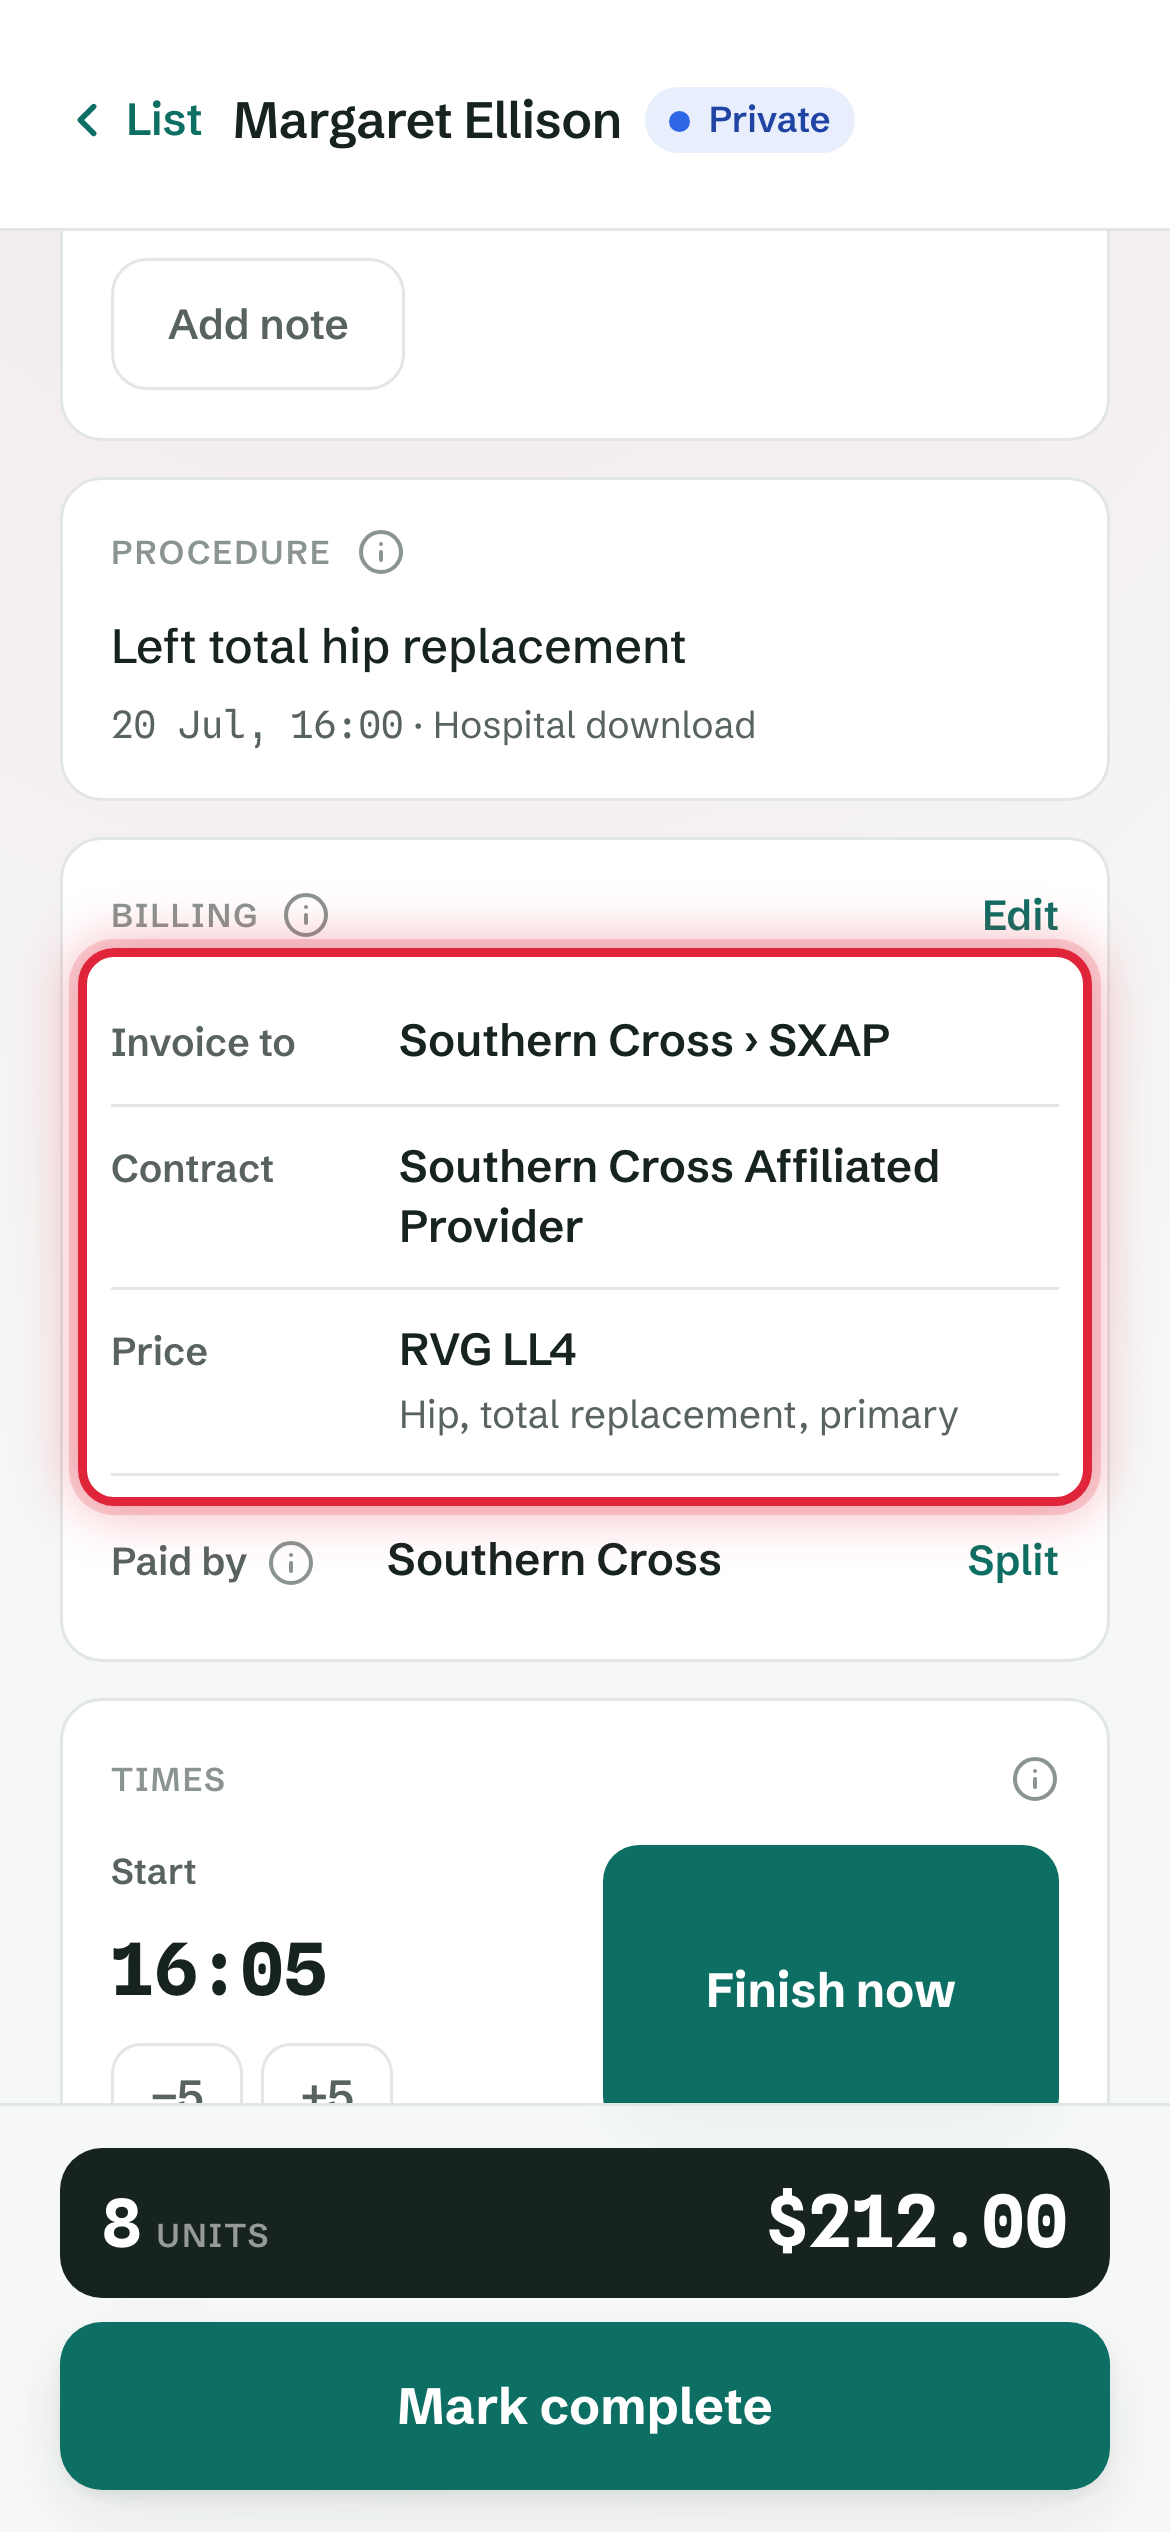 List Margaret Ellison Private
Add note
PROCEDURE
Left total hip replacement
20 Jul, 16:00 · Hospital download
BILLING Edit
Invoice to Southern Cross › SXAP
Contract Southern Cross Affiliated
Provider
Price RVG LL4
Hip, total replacement, primary
Paid by Southern Cross Split
TIMES
Start
16:05
Finish now
−5 +5
8 UNITS $212.00
Mark complete